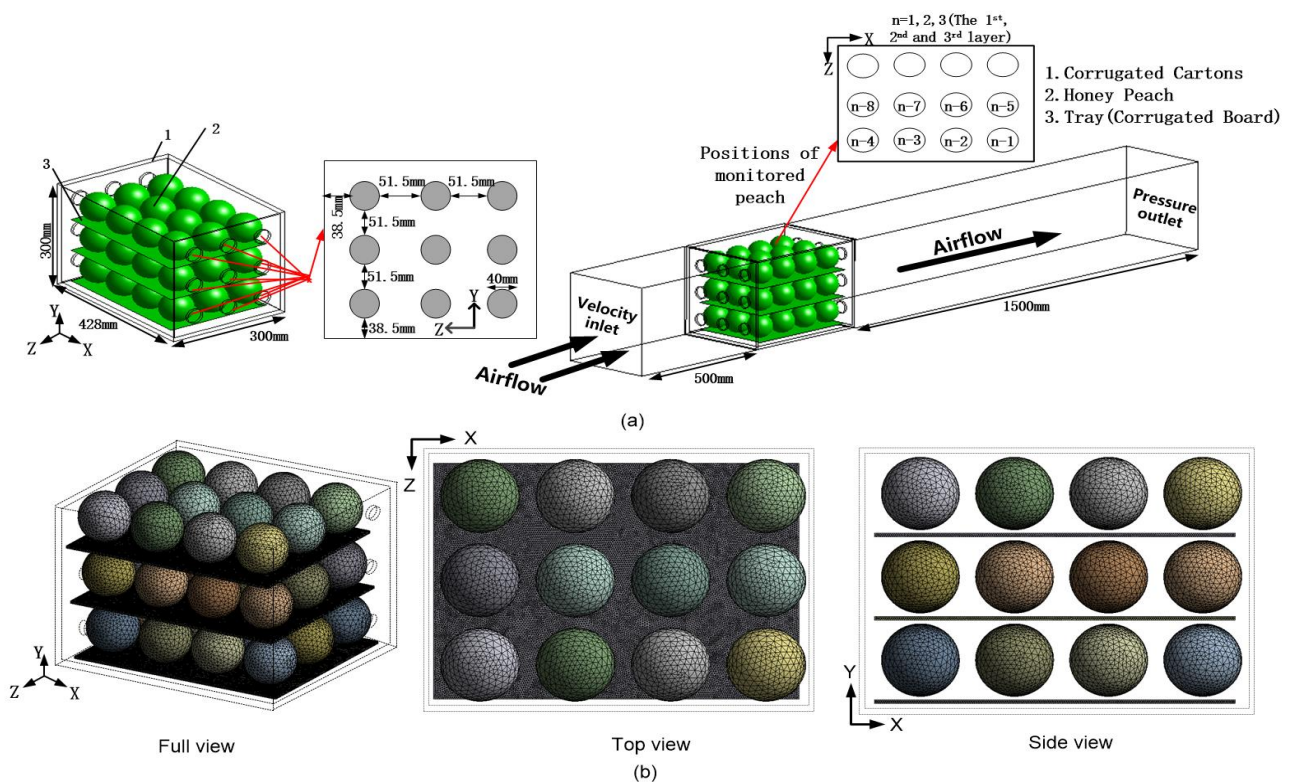 n=1,2,3(The 1st,
2nd and 3rd layer)
X
Z
n-8 n-7 n-6 n-5
n-4 n-3 n-2 n-1
1.Corrugated Cartons
2.Honey Peach
3.Tray(Corrugated Board)
Positions of
monitored
peach
1
2
3
300mm
428mm
300mm
Y
Z
X
51.5mm 51.5mm
38.5mm
51.5mm
51.5mm
40mm
Y
Z
38.5mm
Velocity
inlet
Airflow
500mm
Airflow
Pressure
outlet
1500mm
(a)
Y
Z
X
Full view
X
Z
Top view
Y
X
Side view
(b)